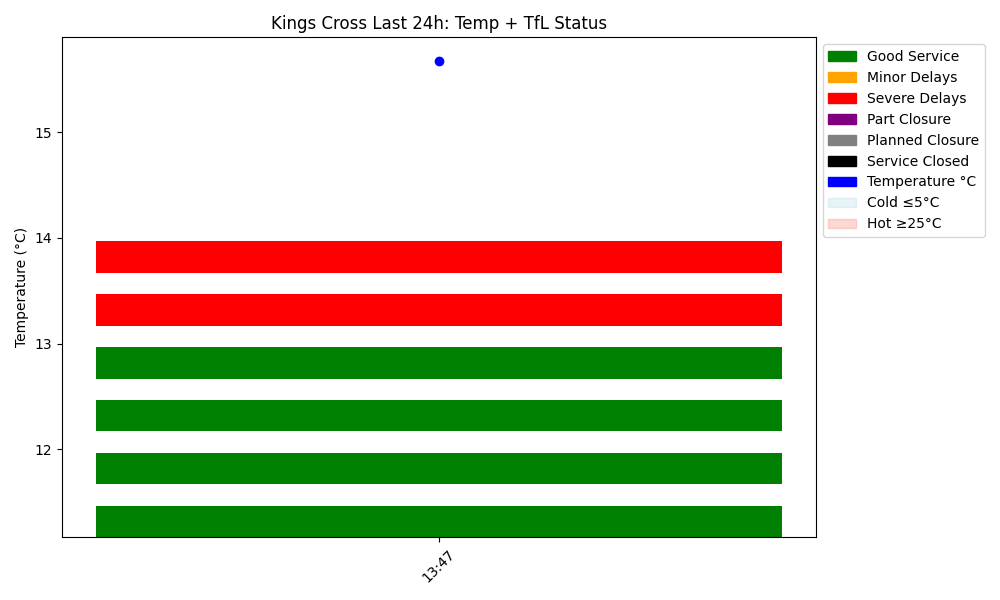 Kings Cross Last 24h: Temp + TfL Status
Good Service
Minor Delays
Severe Delays
Part Closure
Planned Closure
Service Closed
Temperature °C
Cold ≤5°C
Hot ≥25°C
Temperature (°C)
15
14
13
12
13:47